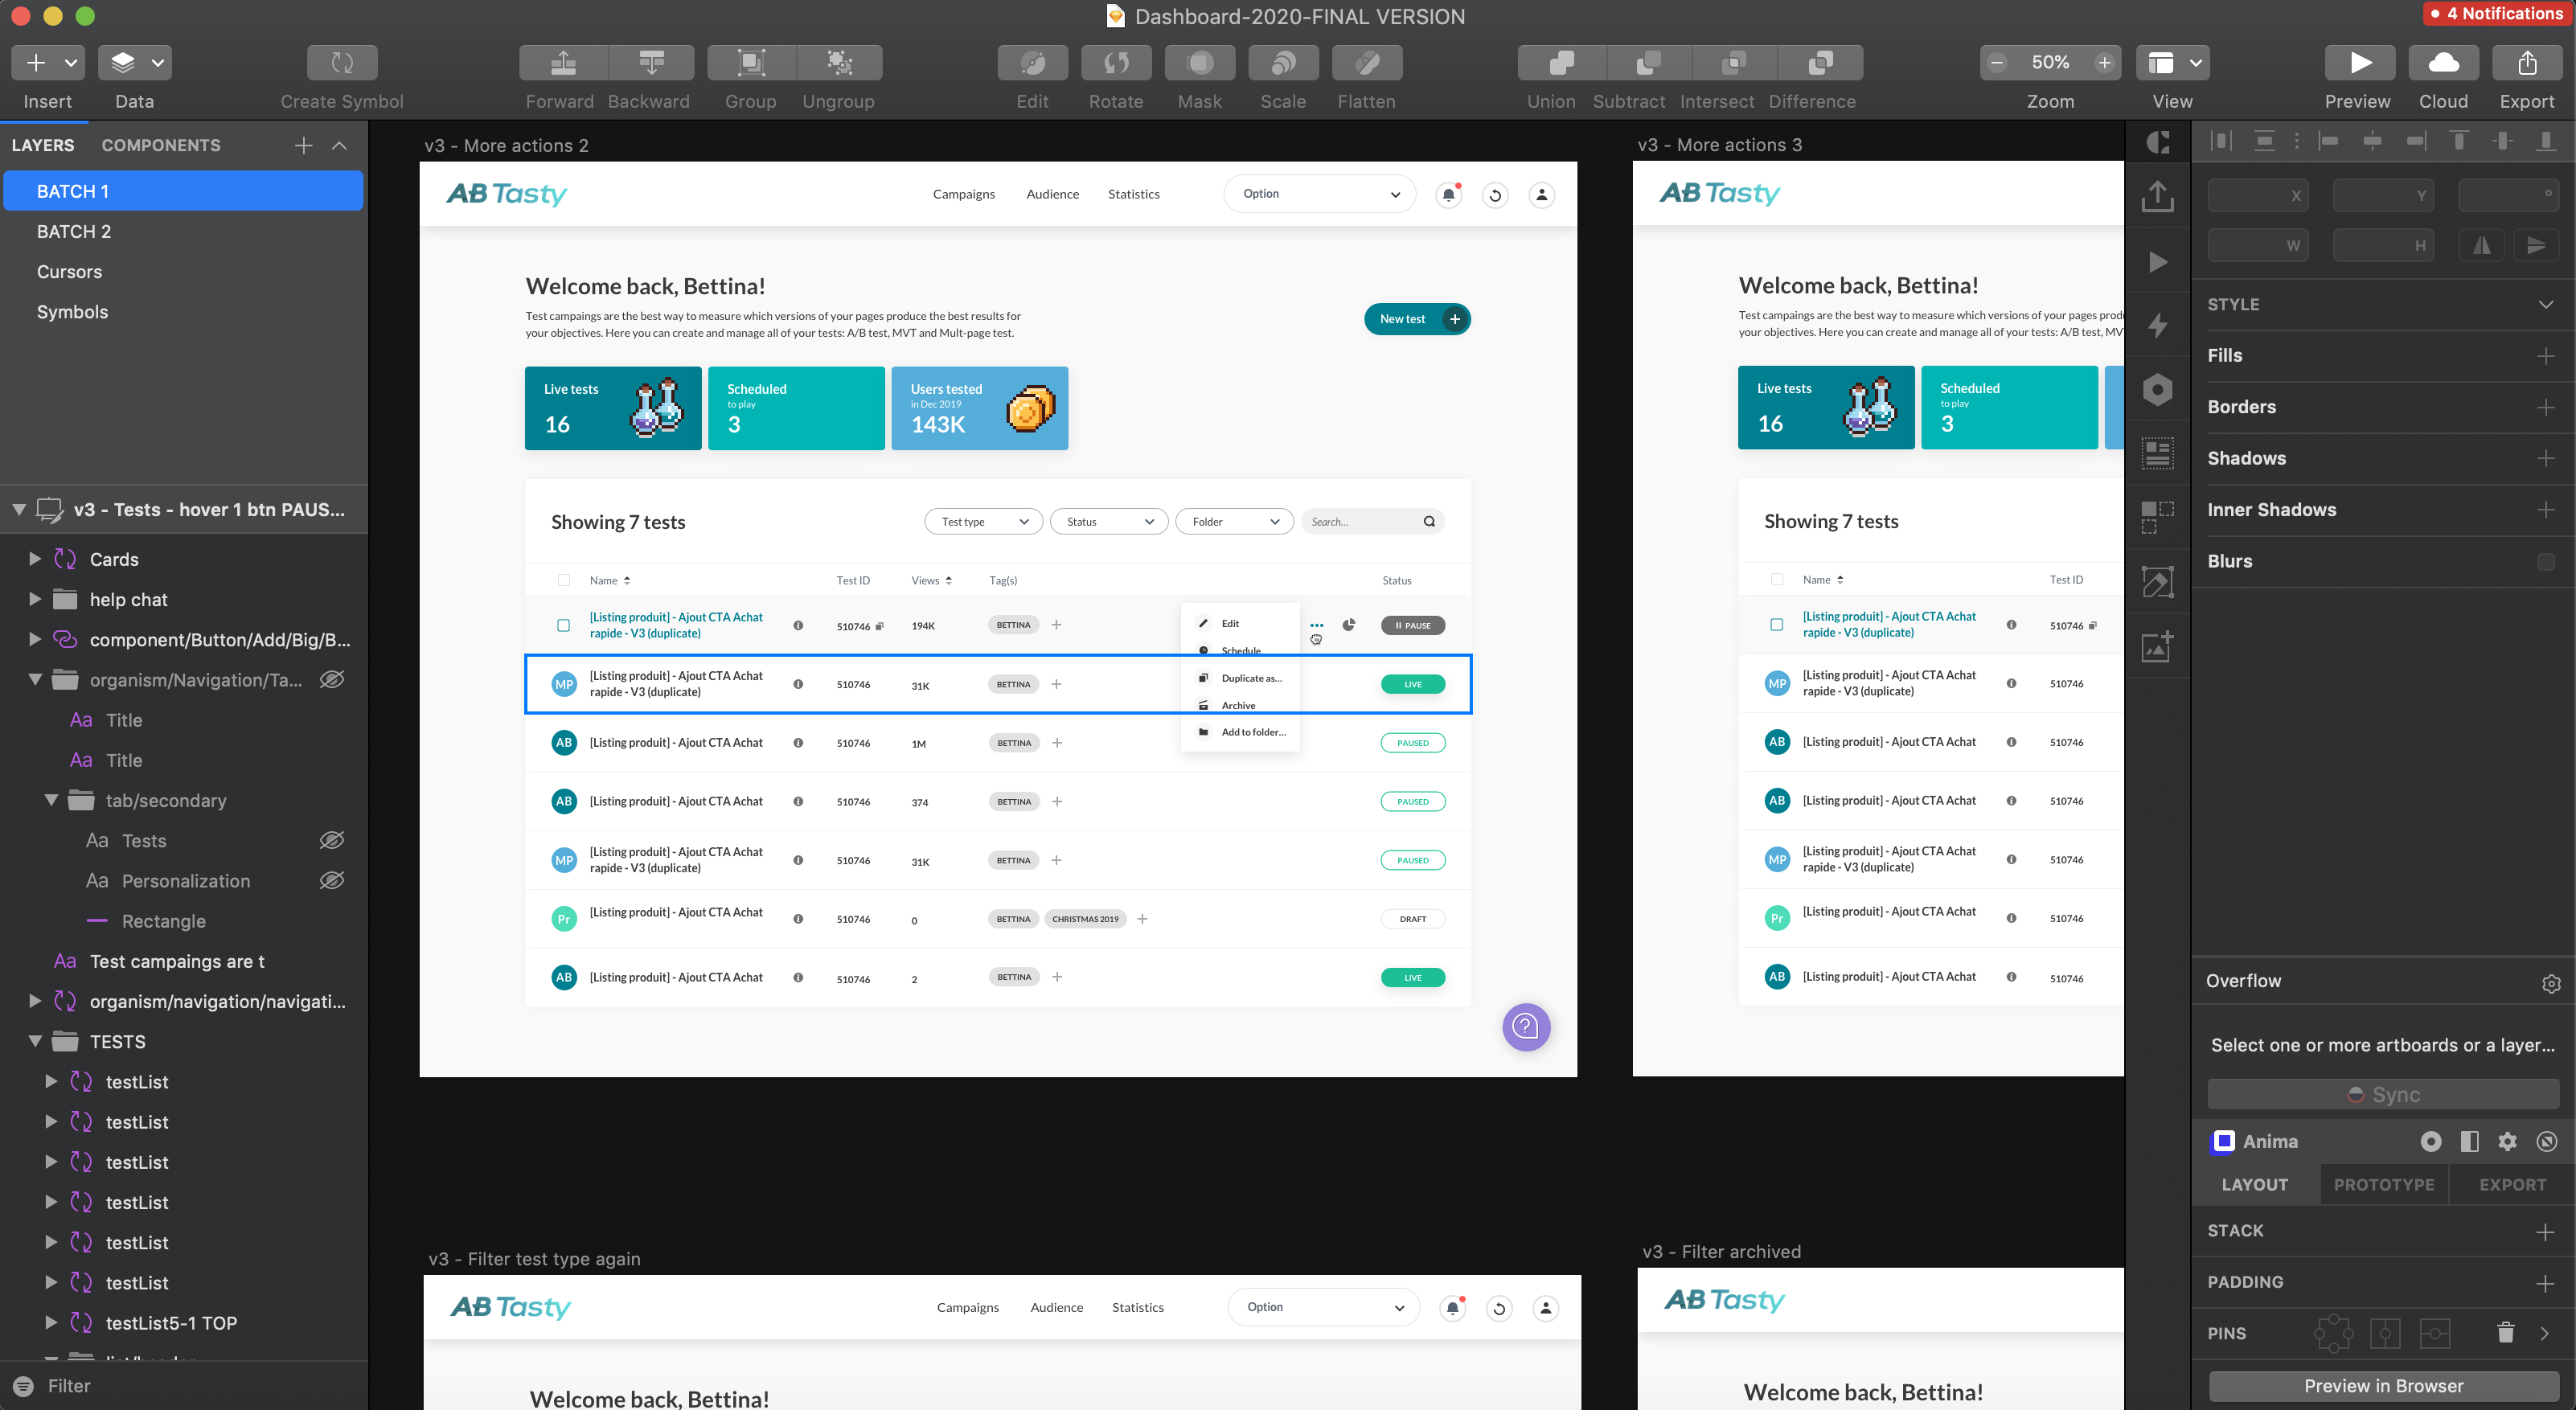 Dashboard-2020-FINAL VERSION
4 Notifications
50%
Insert
Data
Create Symbol
Forward
Backward
Group
Ungroup
Edit
Rotate
Mask
Scale
Flatten
Union
Subtract
Intersect
Difference
Zoom
View
Preview
Cloud
Export
LAYERS
COMPONENTS
BATCH 1
BATCH 2
Cursors
Symbols
v3 - Tests - hover 1 btn PAUS...
Cards
help chat
component/Button/Add/Big/B...
organism/Navigation/Ta...
Aa Title
Aa Title
tab/secondary
Aa Tests
Aa Personalization
Rectangle
Aa Test campaings are t
organism/navigation/navigati...
TESTS
testList
testList
testList
testList
testList
testList
testList5-1 TOP
Filter
v3 - More actions 2
AB Tasty
Campaigns
Audience
Statistics
Option
Welcome back, Bettina!
Test campaings are the best way to measure which versions of your pages produce the best results for
your objectives. Here you can create and manage all of your tests: A/B test, MVT and Mult-page test.
New test +
Live tests
16
Scheduled
to play
3
Users tested
in Dec 2019
143K
Showing 7 tests
Test type
Status
Folder
Search...
Name
Test ID
Views
Tag(s)
Status
[Listing produit] - Ajout CTA Achat
rapide - V3 (duplicate)
510746
194K
BETTINA +
PAUSE
Edit
Schedule
Duplicate as...
Archive
Add to folder...
MP
[Listing produit] - Ajout CTA Achat
rapide - V3 (duplicate)
510746
31K
BETTINA +
LIVE
AB
[Listing produit] - Ajout CTA Achat
510746
1M
BETTINA +
PAUSED
AB
[Listing produit] - Ajout CTA Achat
510746
374
BETTINA +
PAUSED
MP
[Listing produit] - Ajout CTA Achat
rapide - V3 (duplicate)
510746
31K
BETTINA +
PAUSED
Pr
[Listing produit] - Ajout CTA Achat
510746
0
BETTINA
CHRISTMAS 2019 +
DRAFT
AB
[Listing produit] - Ajout CTA Achat
510746
2
BETTINA +
LIVE
?
v3 - More actions 3
AB Tasty
Welcome back, Bettina!
Test campaings are the best way to measure which versions of your pages
your objectives. Here you can create and manage all of your tests: A/B test,
Live tests
16
Scheduled
to play
3
Showing 7 tests
Name
Test ID
[Listing produit] - Ajout CTA Achat
rapide - V3 (duplicate)
510746
MP
[Listing produit] - Ajout CTA Achat
rapide - V3 (duplicate)
510746
AB
[Listing produit] - Ajout CTA Achat
510746
AB
[Listing produit] - Ajout CTA Achat
510746
MP
[Listing produit] - Ajout CTA Achat
rapide - V3 (duplicate)
510746
Pr
[Listing produit] - Ajout CTA Achat
510746
AB
[Listing produit] - Ajout CTA Achat
510746
v3 - Filter test type again
AB Tasty
Campaigns
Audience
Statistics
Option
Welcome back, Bettina!
v3 - Filter archived
AB Tasty
Welcome back, Bettina!
X
Y
°
W
H
STYLE
Fills
Borders
Shadows
Inner Shadows
Blurs
Overflow
Select one or more artboards or a layer...
Sync
Anima
LAYOUT
PROTOTYPE
EXPORT
STACK
PADDING
PINS
Preview in Browser